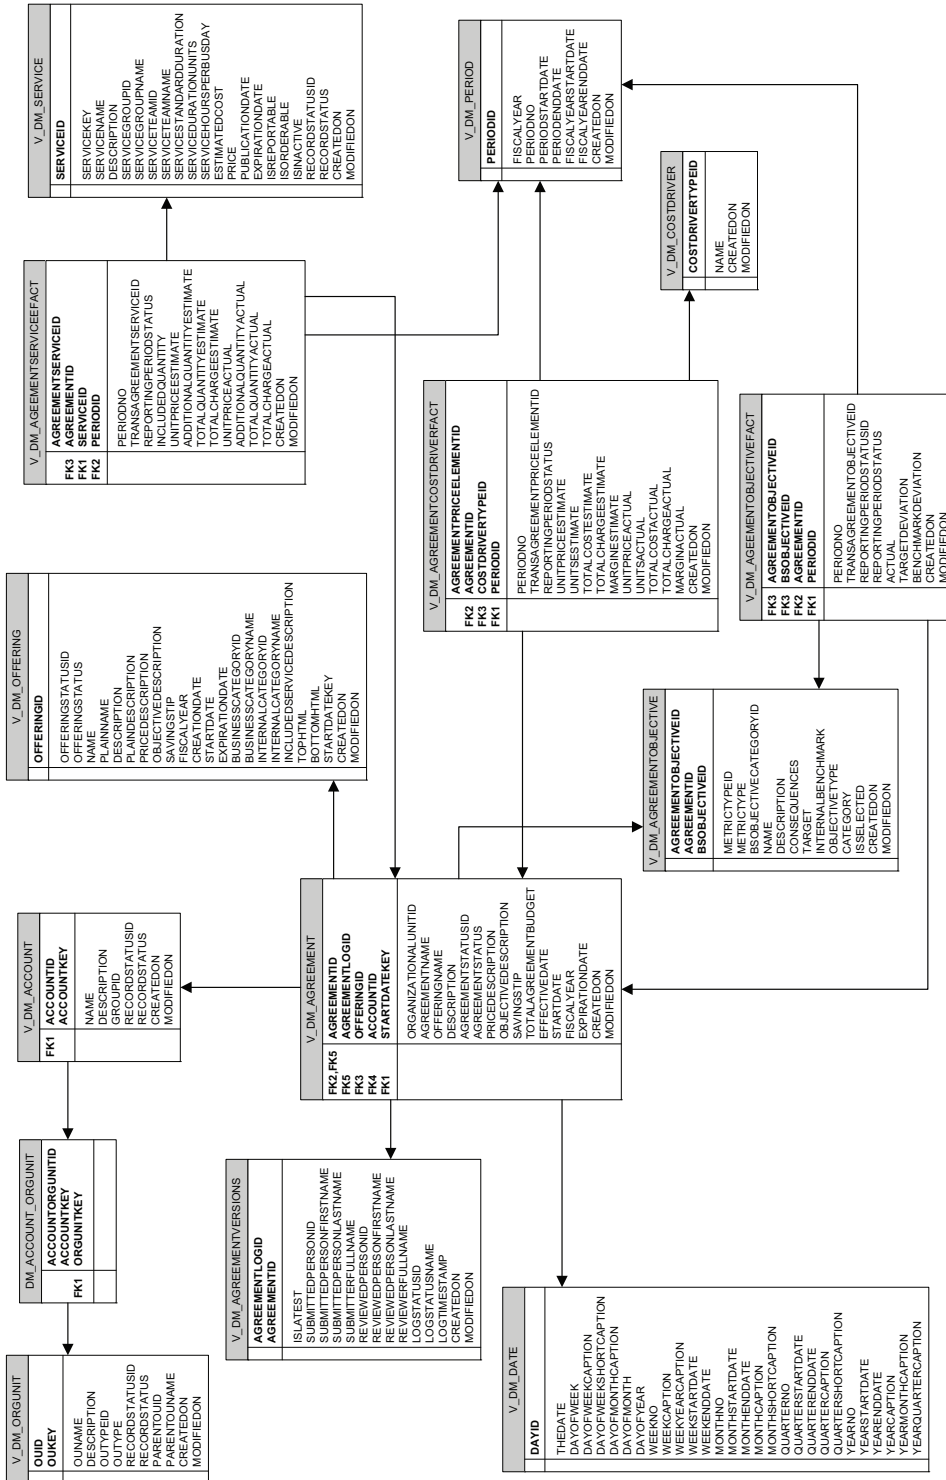 V_DM_ORGUNIT
OUID
OUKEY
OUNAME
DESCRIPTION
OUTYPEID
OUTYPE
RECORDSTATUSID
RECORDSTATUS
PARENTOUID
PARENTOUNAME
CREATEDON
MODIFIEDON
DM_ACCOUNT_ORGUNIT
ACCOUNTORGUNITID
ACCOUNTKEY
FK1 ORGUNITKEY
V_DM_ACCOUNT
FK1 ACCOUNTID
ACCOUNTKEY
NAME
DESCRIPTION
GROUPID
RECORDSTATUSID
RECORDSTATUS
CREATEDON
MODIFIEDON
V_DM_OFFERING
OFFERINGID
OFFERINGSTATUSID
OFFERINGSTATUS
NAME
PLAINNAME
DESCRIPTION
PLAINDESCRIPTION
PRICEDESCRIPTION
OBJECTIVEDESCRIPTION
SAVINGSTIP
FISCALYEAR
CREATIONDATE
STARTDATE
EXPIRATIONDATE
BUSINESSCATEGORYID
BUSINESSCATEGORYNAME
INTERNALCATEGORYID
INTERNALCATEGORYNAME
INCLUDEDSERVICEDESCRIPTION
TOPHTML
BOTTOMHTML
STARTDATEKEY
CREATEDON
MODIFIEDON
V_DM_AGEEMENTSERVICEEFACT
AGREEMENTSERVICEID
FK3 AGREEMENTID
FK1 SERVICEID
FK2 PERIODID
PERIODNO
TRANSAGREEMENTSERVICEID
REPORTINGPERIODSTATUS
INCLUDEDQUANTITY
UNITPRICEESTIMATE
ADDITIONALQUANTITYESTIMATE
TOTALQUANTITYESTIMATE
TOTALCHARGEESTIMATE
UNITPRICEACTUAL
ADDITIONALQUANTITYACTUAL
TOTALQUANTITYACTUAL
TOTALCHARGEACTUAL
CREATEDON
MODIFIEDON
V_DM_SERVICE
SERVICEID
SERVICEKEY
SERVICENAME
DESCRIPTION
SERVICEGROUPID
SERVICEGROUPNAME
SERVICETEAMID
SERVICETEAMNAME
SERVICESTANDARDDURATION
SERVICEDURATIONUNITS
SERVICEHOURSPERBUSDAY
ESTIMATEDCOST
PRICE
PUBLICATIONDATE
EXPIRATIONDATE
ISREPORTABLE
ISORDERABLE
ISINACTIVE
RECORDSTATUSID
RECORDSTATUS
CREATEDON
MODIFIEDON
V_DM_AGREEMENTVERSIONS
AGREEMENTLOGID
AGREEMENTID
ISLATEST
SUBMITTEDPERSONID
SUBMITTEDPERSONFIRSTNAME
SUBMITTEDPERSONLASTNAME
SUBMITTERFULLNAME
REVIEWEDPERSONID
REVIEWEDPERSONFIRSTNAME
REVIEWEDPERSONLASTNAME
REVIEWERFULLNAME
LOGSTATUSID
LOGSTATUSNAME
LOGTIMESTAMP
CREATEDON
MODIFIEDON
V_DM_AGREEMENT
FK2,FK5 AGREEMENTID
FK5 AGREEMENTLOGID
FK3 OFFERINGID
FK4 ACCOUNTID
FK1 STARTDATEKEY
ORGANIZATIONALUNITID
AGREEMENTNAME
OFFERINGNAME
DESCRIPTION
AGREEMENTSTATUSID
AGREEMENTSTATUS
PRICEDESCRIPTION
OBJECTIVEDESCRIPTION
SAVINGSTIP
TOTALAGREEMENTBUDGET
EFFECTIVEDATE
STARTDATE
FISCALYEAR
EXPIRATIONDATE
CREATEDON
MODIFIEDON
V_DM_AGREEMENTCOSTDRIVERFACT
AGREEMENTPRICEELEMENTID
FK2 AGREEMENTID
FK3 COSTDRIVERTYPEID
FK1 PERIODID
PERIODNO
TRANSAGREEMENTPRICEELEMENTID
REPORTINGPERIODSTATUS
UNITPRICEESTIMATE
UNITSESTIMATE
TOTALCOSTESTIMATE
TOTALCHARGEESTIMATE
MARGINESTIMATE
UNITPRICEACTUAL
UNITSACTUAL
TOTALCOSTACTUAL
TOTALCHARGEACTUAL
MARGINACTUAL
CREATEDON
MODIFIEDON
V_DM_PERIOD
PERIODID
FISCALYEAR
PERIODNO
PERIODSTARTDATE
PERIODENDDATE
FISCALYEARSTARTDATE
FISCALYEARENDDATE
CREATEDON
MODIFIEDON
V_DM_COSTDRIVER
COSTDRIVERTYPEID
NAME
CREATEDON
MODIFIEDON
V_DM_DATE
DAYID
THEDATE
DAYOFWEEK
DAYOFWEEKCAPTION
DAYOFWEEKSHORTCAPTION
DAYOFMONTHCAPTION
DAYOFMONTH
DAYOFYEAR
WEEKNO
WEEKCAPTION
WEEKYEARCAPTION
WEEKSTARTDATE
WEEKENDDATE
MONTHNO
MONTHSTARTDATE
MONTHENDDATE
MONTHCAPTION
MONTHSHORTCAPTION
QUARTERNO
QUARTERSTARTDATE
QUARTERENDDATE
QUARTERCAPTION
QUARTERSHORTCAPTION
YEARNO
YEARSTARTDATE
YEARENDDATE
YEARCAPTION
YEARMONTHCAPTION
YEARQUARTERCAPTION
V_DM_AGREEMENTOBJECTIVE
AGREEMENTOBJECTIVEID
AGREEMENTID
BSOBJECTIVEID
METRICTYPEID
METRICTYPE
BSOBJECTIVECATEGORYID
NAME
DESCRIPTION
CONSEQUENCES
TARGET
INTERNALBENCHMARK
OBJECTIVETYPE
CATEGORY
ISSELECTED
CREATEDON
MODIFIEDON
V_DM_AGEEMENTOBJECTIVEFACT
FK3 AGREEMENTOBJECTIVEID
FK3 BSOBJECTIVEID
FK2 AGREEMENTID
FK1 PERIODID
PERIODNO
TRANSAGREEMENTOBJECTIVEID
REPORTINGPERIODSTATUSID
REPORTINGPERIODSTATUS
ACTUAL
TARGETDEVIATION
BENCHMARKDEVIATION
CREATEDON
MODIFIEDON